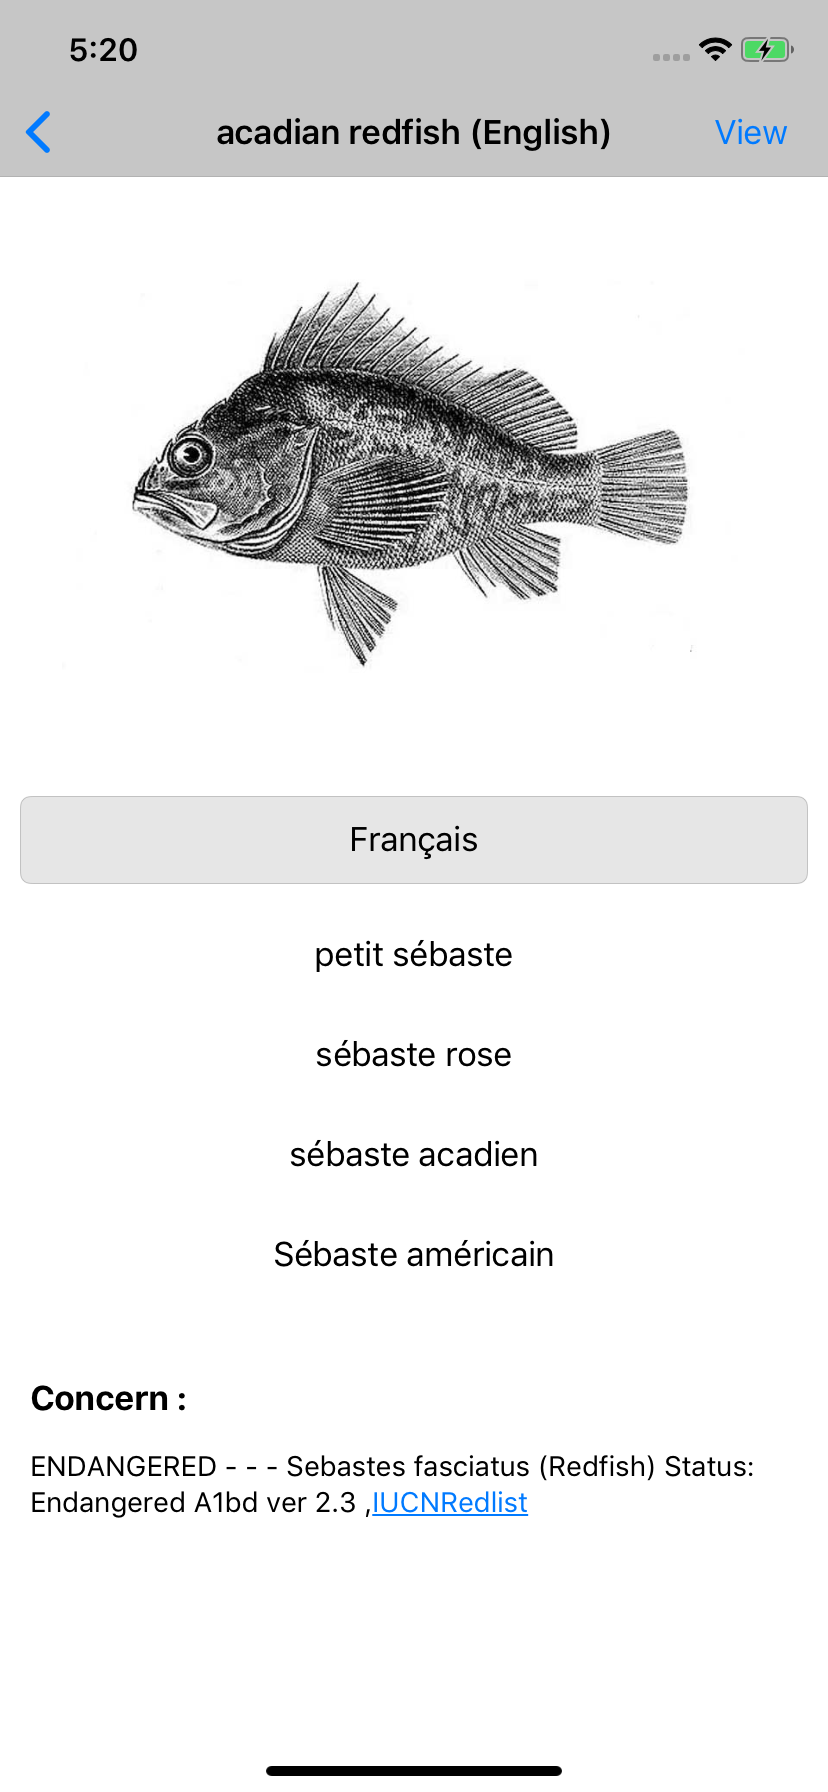 5:20
acadian redfish (English)
View
Français
petit sébaste
sébaste rose
sébaste acadien
Sébaste américain
Concern :
ENDANGERED - - - Sebastes fasciatus (Redfish) Status:
Endangered A1bd ver 2.3 ,IUCNRedlist